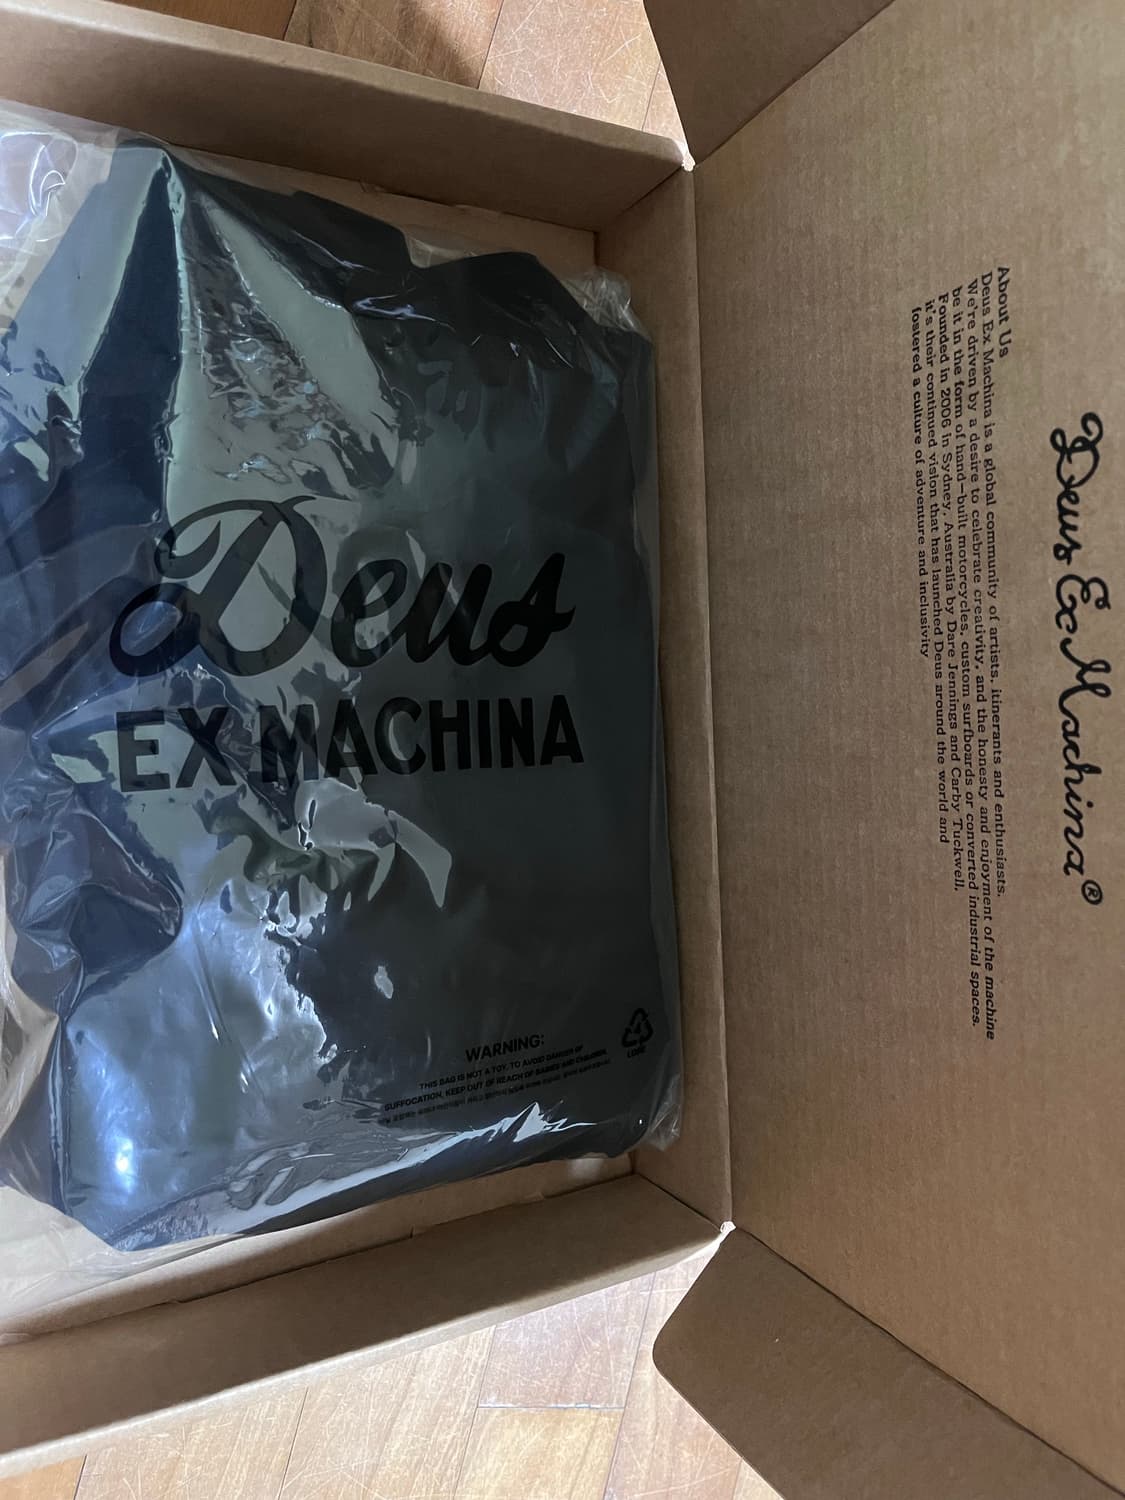 Deus
EX MACHINA
WARNING:
THIS BAG IS NOT A TOY. TO AVOID DANGER OF
SUFFOCATION, KEEP OUT OF REACH OF BABIES AND CHILDREN.
4
LDPE
Deus Ex Machina®
About Us
Deus Ex Machina is a global community of artists, itinerants and enthusiasts.
We're driven by a desire to celebrate creativity, and the honesty and enjoyment of the machine
be it in the form of hand-built motorcycles, custom surfboards or converted industrial spaces.
Founded in 2006 in Sydney, Australia by Dare Jennings and Carby Tuckwell,
it's their continued vision that has launched Deus around the world and
fostered a culture of adventure and inclusivity